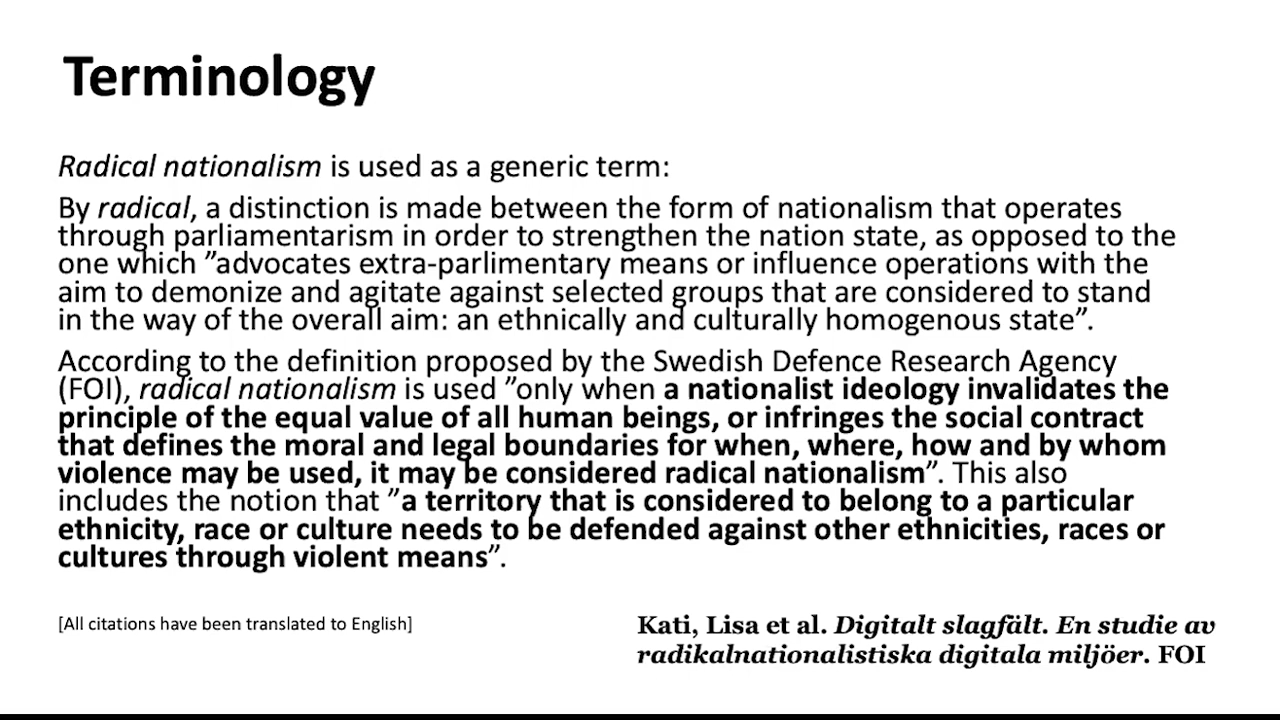 Terminology
Radical nationalism is used as a generic term:
By radical, a distinction is made between the form of nationalism that operates
through parliamentarism in order to strengthen the nation state, as opposed to the
one which ”advocates extra-parlimentary means or influence operations with the
aim to demonize and agitate against selected groups that are considered to stand
in the way of the overall aim: an ethnically and culturally homogenous state”.
According to the definition proposed by the Swedish Defence Research Agency
(FOI), radical nationalism is used ”only when a nationalist ideology invalidates the
principle of the equal value of all human beings, or infringes the social contract
that defines the moral and legal boundaries for when, where, how and by whom
violence may be used, it may be considered radical nationalism”. This also
includes the notion that ”a territory that is considered to belong to a particular
ethnicity, race or culture needs to be defended against other ethnicities, races or
cultures through violent means”.
[All citations have been translated to English]
Kati, Lisa et al. Digitalt slagfält. En studie av
radikalnationalistiska digitala miljöer. FOI